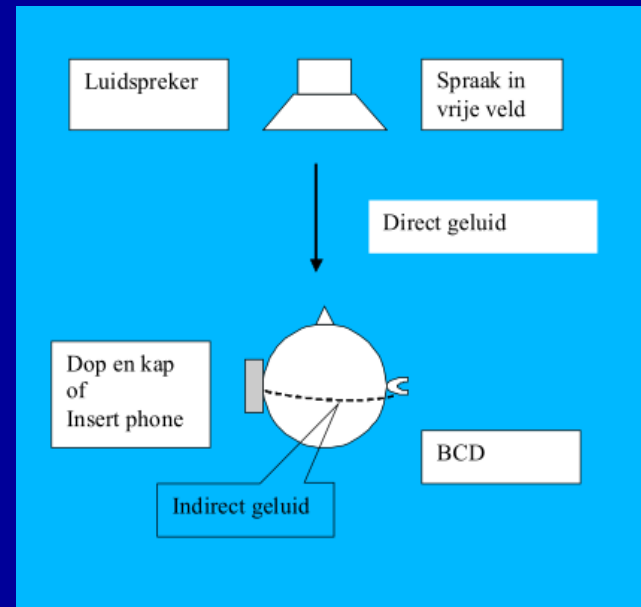 Luidspreker
Spraak in
vrije veld
Direct geluid
Dop en kap
of
Insert phone
BCD
Indirect geluid